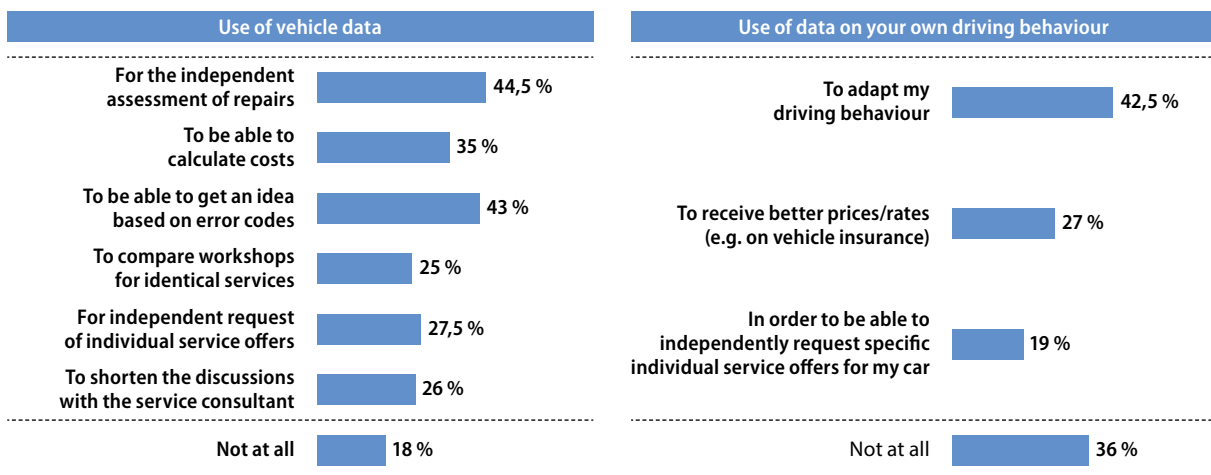 Use of vehicle data
For the independent
assessment of repairs
44,5 %
To be able to
calculate costs
35 %
To be able to get an idea
based on error codes
43 %
To compare workshops
for identical services
25 %
For independent request
of individual service offers
27,5 %
To shorten the discussions
with the service consultant
26 %
Not at all
18 %
Use of data on your own driving behaviour
To adapt my
driving behaviour
42,5 %
To receive better prices/rates
(e.g. on vehicle insurance)
27 %
In order to be able to
independently request specific
individual service offers for my car
19 %
Not at all
36 %